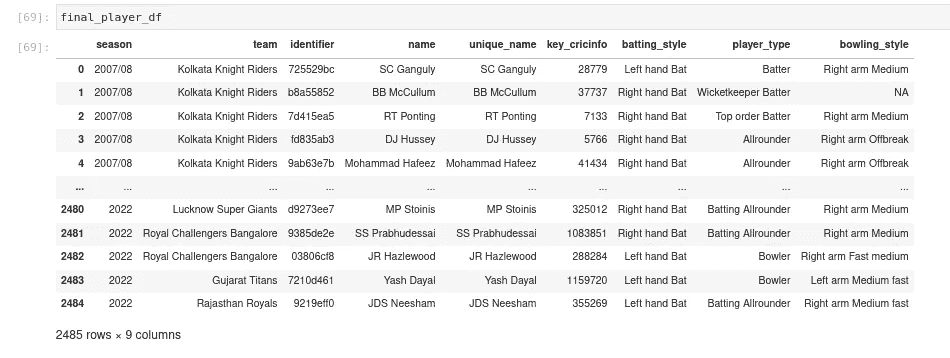 [69]: final_player_df
[69]: season team identifier name unique_name key_cricinfo batting_style player_type bowling_style
0 2007/08 Kolkata Knight Riders 725529bc SC Ganguly SC Ganguly 28779 Left hand Bat Batter Right arm Medium
1 2007/08 Kolkata Knight Riders b8a55852 BB McCullum BB McCullum 37737 Right hand Bat Wicketkeeper Batter NA
2 2007/08 Kolkata Knight Riders 7d415ea5 RT Ponting RT Ponting 7133 Right hand Bat Top order Batter Right arm Medium
3 2007/08 Kolkata Knight Riders fd835ab3 DJ Hussey DJ Hussey 5766 Right hand Bat Allrounder Right arm Offbreak
4 2007/08 Kolkata Knight Riders 9ab63e7b Mohammad Hafeez Mohammad Hafeez 41434 Right hand Bat Allrounder Right arm Offbreak
... ... ... ... ... ... ... ... ... ...
2480 2022 Lucknow Super Giants d9273ee7 MP Stoinis MP Stoinis 325012 Right hand Bat Batting Allrounder Right arm Medium
2481 2022 Royal Challengers Bangalore 9385de2e SS Prabhudessai SS Prabhudessai 1083851 Right hand Bat Batting Allrounder Right arm Medium
2482 2022 Royal Challengers Bangalore 03806cf8 JR Hazlewood JR Hazlewood 288284 Left hand Bat Bowler Right arm Fast medium
2483 2022 Gujarat Titans 7210d461 Yash Dayal Yash Dayal 1159720 Left hand Bat Bowler Left arm Medium fast
2484 2022 Rajasthan Royals 9219eff0 JDS Neesham JDS Neesham 355269 Left hand Bat Batting Allrounder Right arm Medium fast
2485 rows × 9 columns